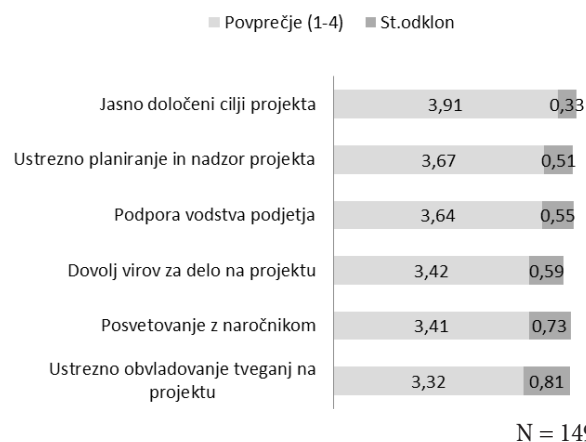 Povprečje (1-4) St.odklon
Jasno določeni cilji projekta 3,91 0,33
Ustrezno planiranje in nadzor projekta 3,67 0,51
Podpora vodstva podjetja 3,64 0,55
Dovolj virov za delo na projektu 3,42 0,59
Posvetovanje z naročnikom 3,41 0,73
Ustrezno obvladovanje tveganj na
projektu 3,32 0,81
N = 149